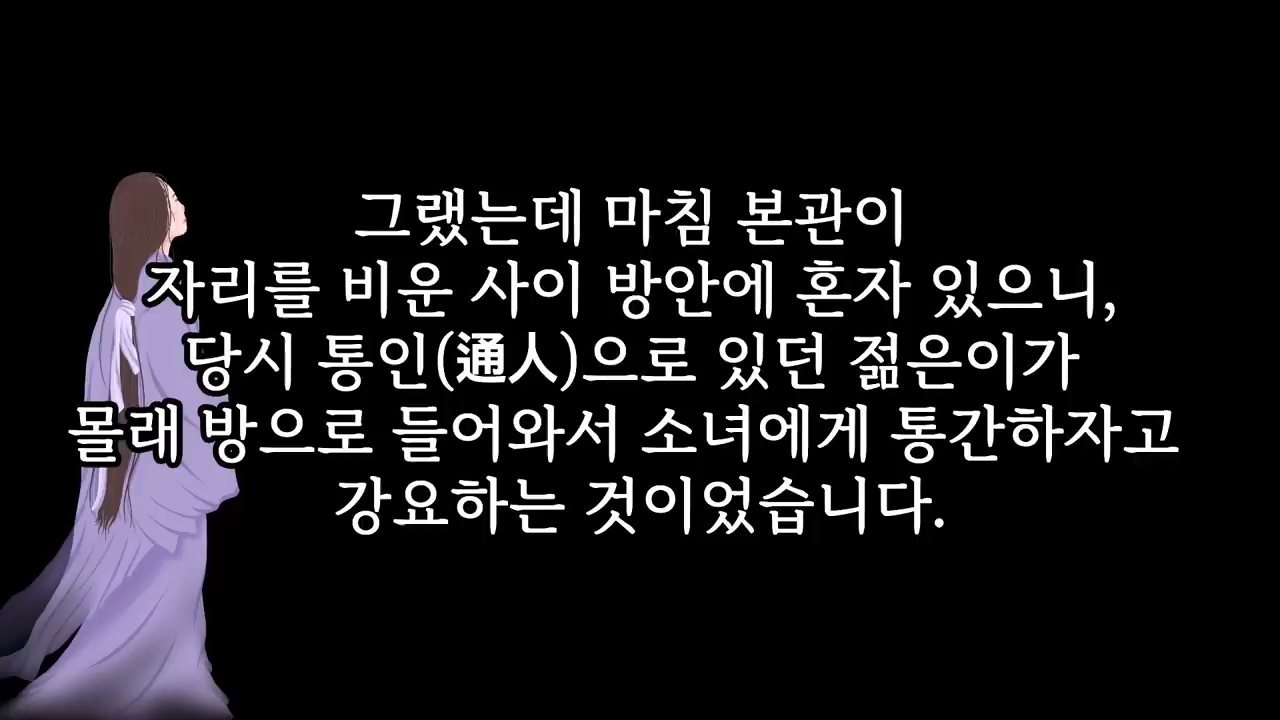 그랬는데 마침 본관이
자리를 비운 사이 방안에 혼자 있으니,
당시 통인(通人)으로 있던 젊은이가
몰래 방으로 들어와서 소녀에게 통간하자고
강요하는 것이었습니다.